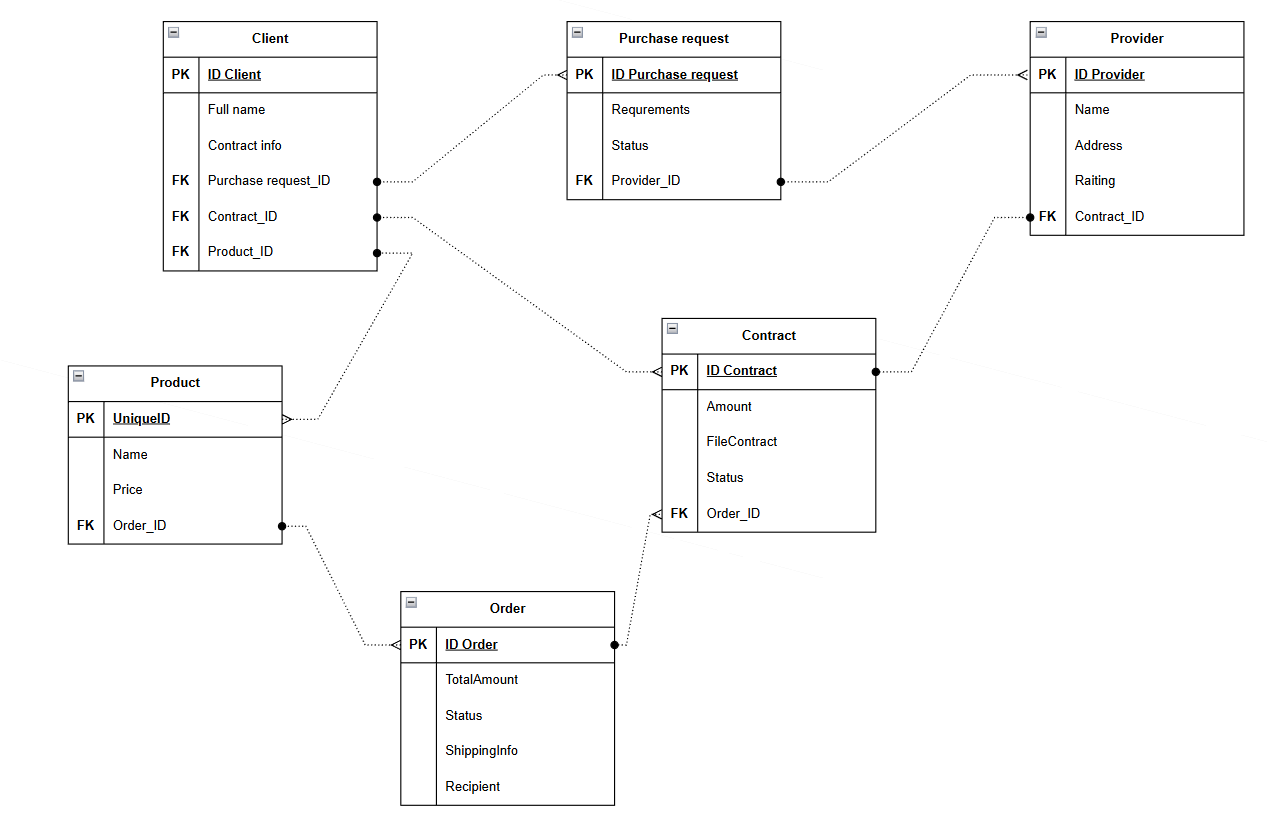 Client
PK ID Client
Full name
Contract info
FK Purchase request_ID
FK Contract_ID
FK Product_ID
Purchase request
PK ID Purchase request
Requrements
Status
FK Provider_ID
Provider
PK ID Provider
Name
Address
Raiting
FK Contract_ID
Product
PK UniqueID
Name
Price
FK Order_ID
Contract
PK ID Contract
Amount
FileContract
Status
FK Order_ID
Order
PK ID Order
TotalAmount
Status
ShippingInfo
Recipient